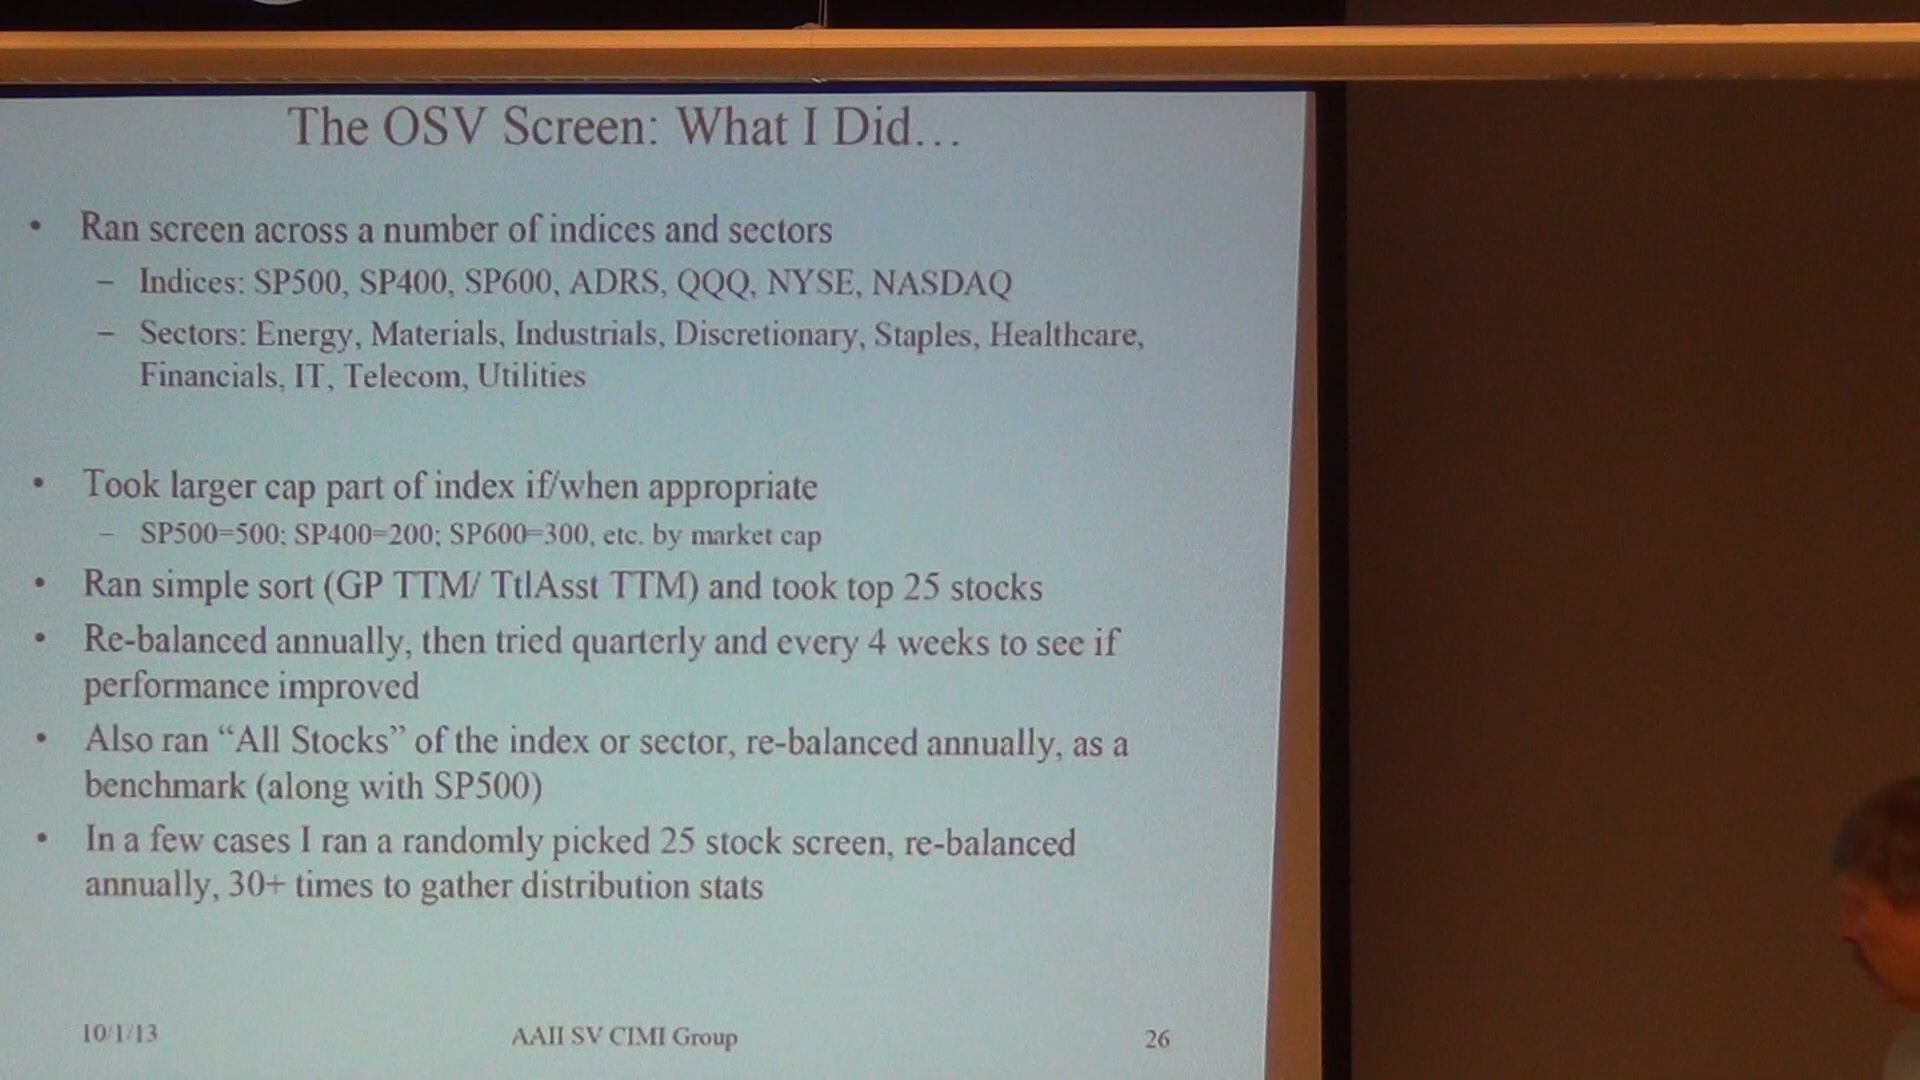 The OSV Screen: What I Did…
• Ran screen across a number of indices and sectors
– Indices: SP500, SP400, SP600, ADRS, QQQ, NYSE, NASDAQ
– Sectors: Energy, Materials, Industrials, Discretionary, Staples, Healthcare,
Financials, IT, Telecom, Utilities
• Took larger cap part of index if/when appropriate
– SP500=500; SP400=200; SP600=300, etc. by market cap
• Ran simple sort (GP TTM/ TtlAsst TTM) and took top 25 stocks
• Re-balanced annually, then tried quarterly and every 4 weeks to see if
performance improved
• Also ran “All Stocks” of the index or sector, re-balanced annually, as a
benchmark (along with SP500)
• In a few cases I ran a randomly picked 25 stock screen, re-balanced
annually, 30+ times to gather distribution stats
10/1/13
AAII SV CIMI Group
26